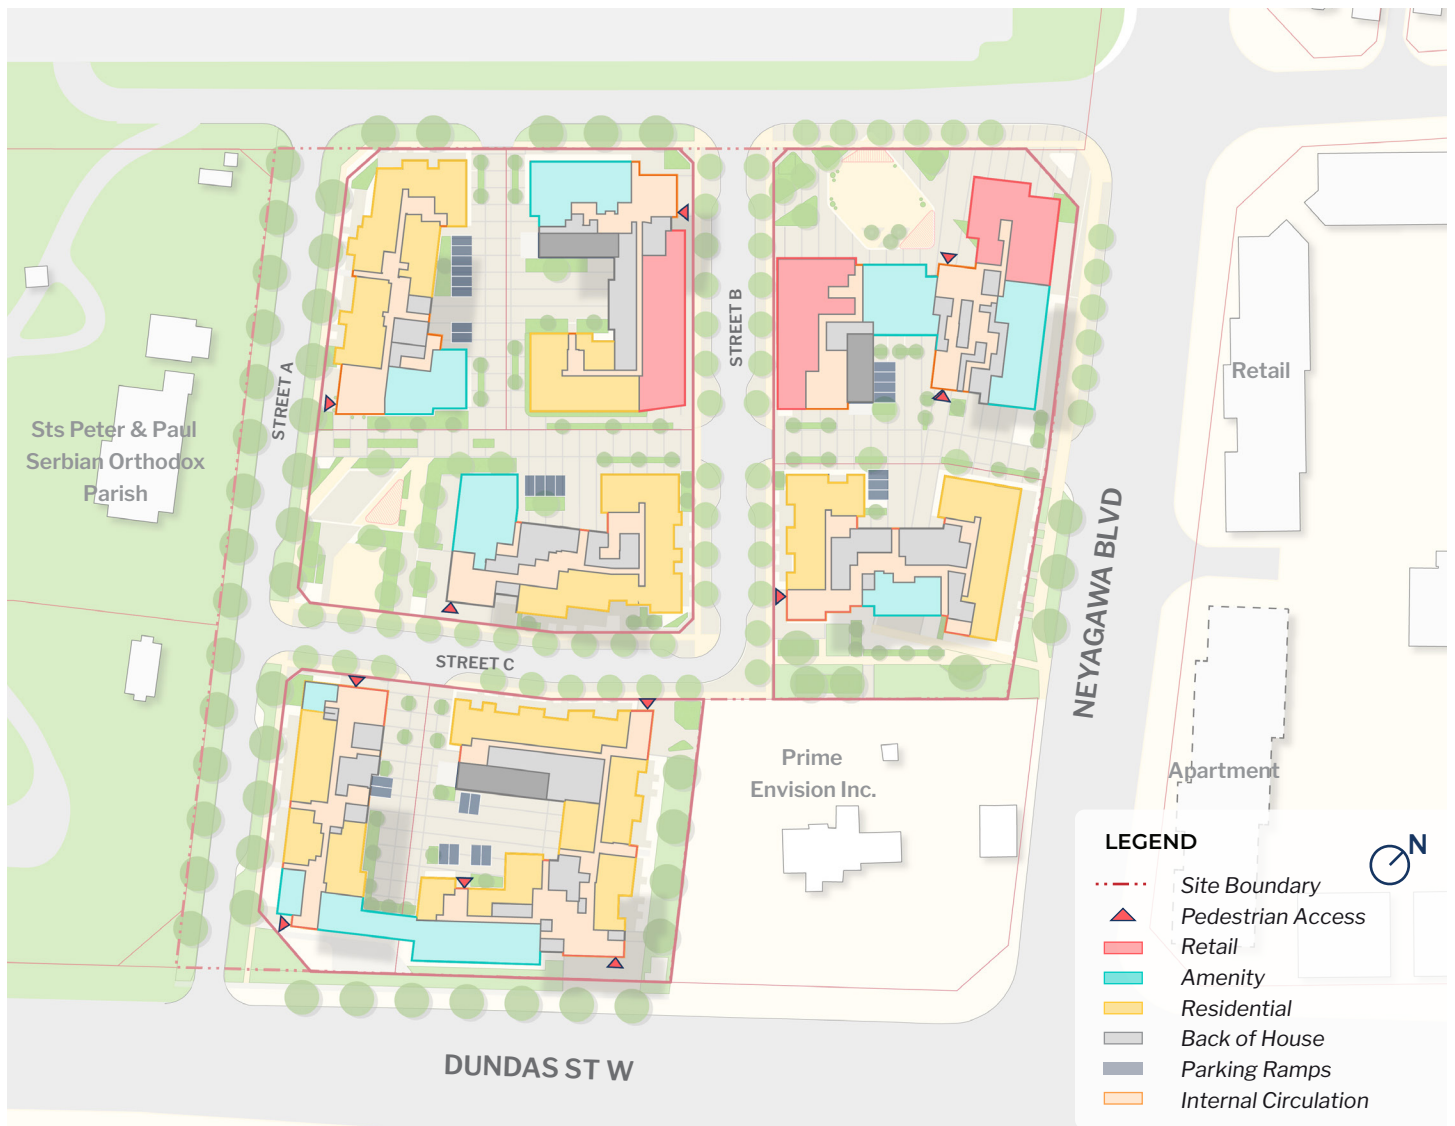 STREET B
STREET A
Retail
Sts Peter & Paul
Serbian Orthodox
Parish
NEYAGAWA BLVD
STREET C
Prime
Envision Inc.
Apartment
LEGEND
N
Site Boundary
Pedestrian Access
Retail
Amenity
Residential
Back of House
Parking Ramps
Internal Circulation
DUNDAS ST W